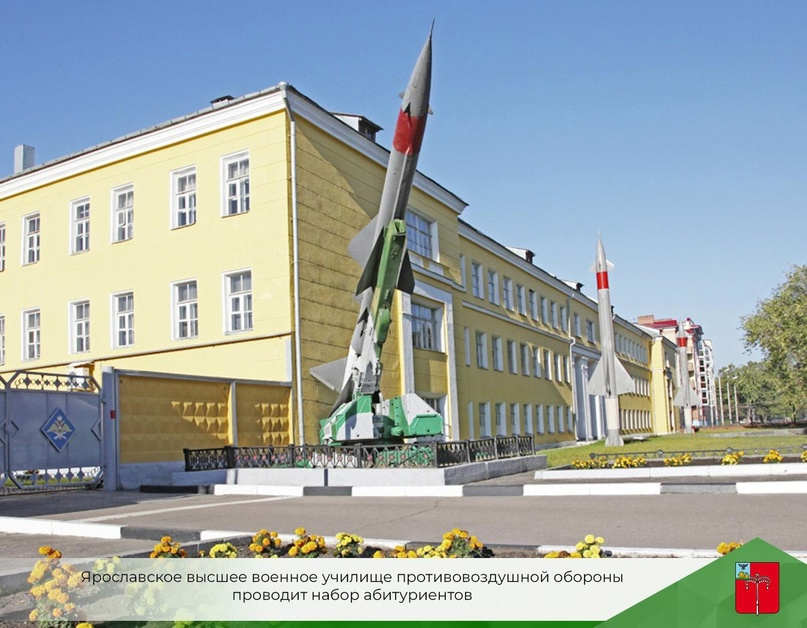 Ярославское высшее военное училище противовоздушной обороны
проводит набор абитуриентов